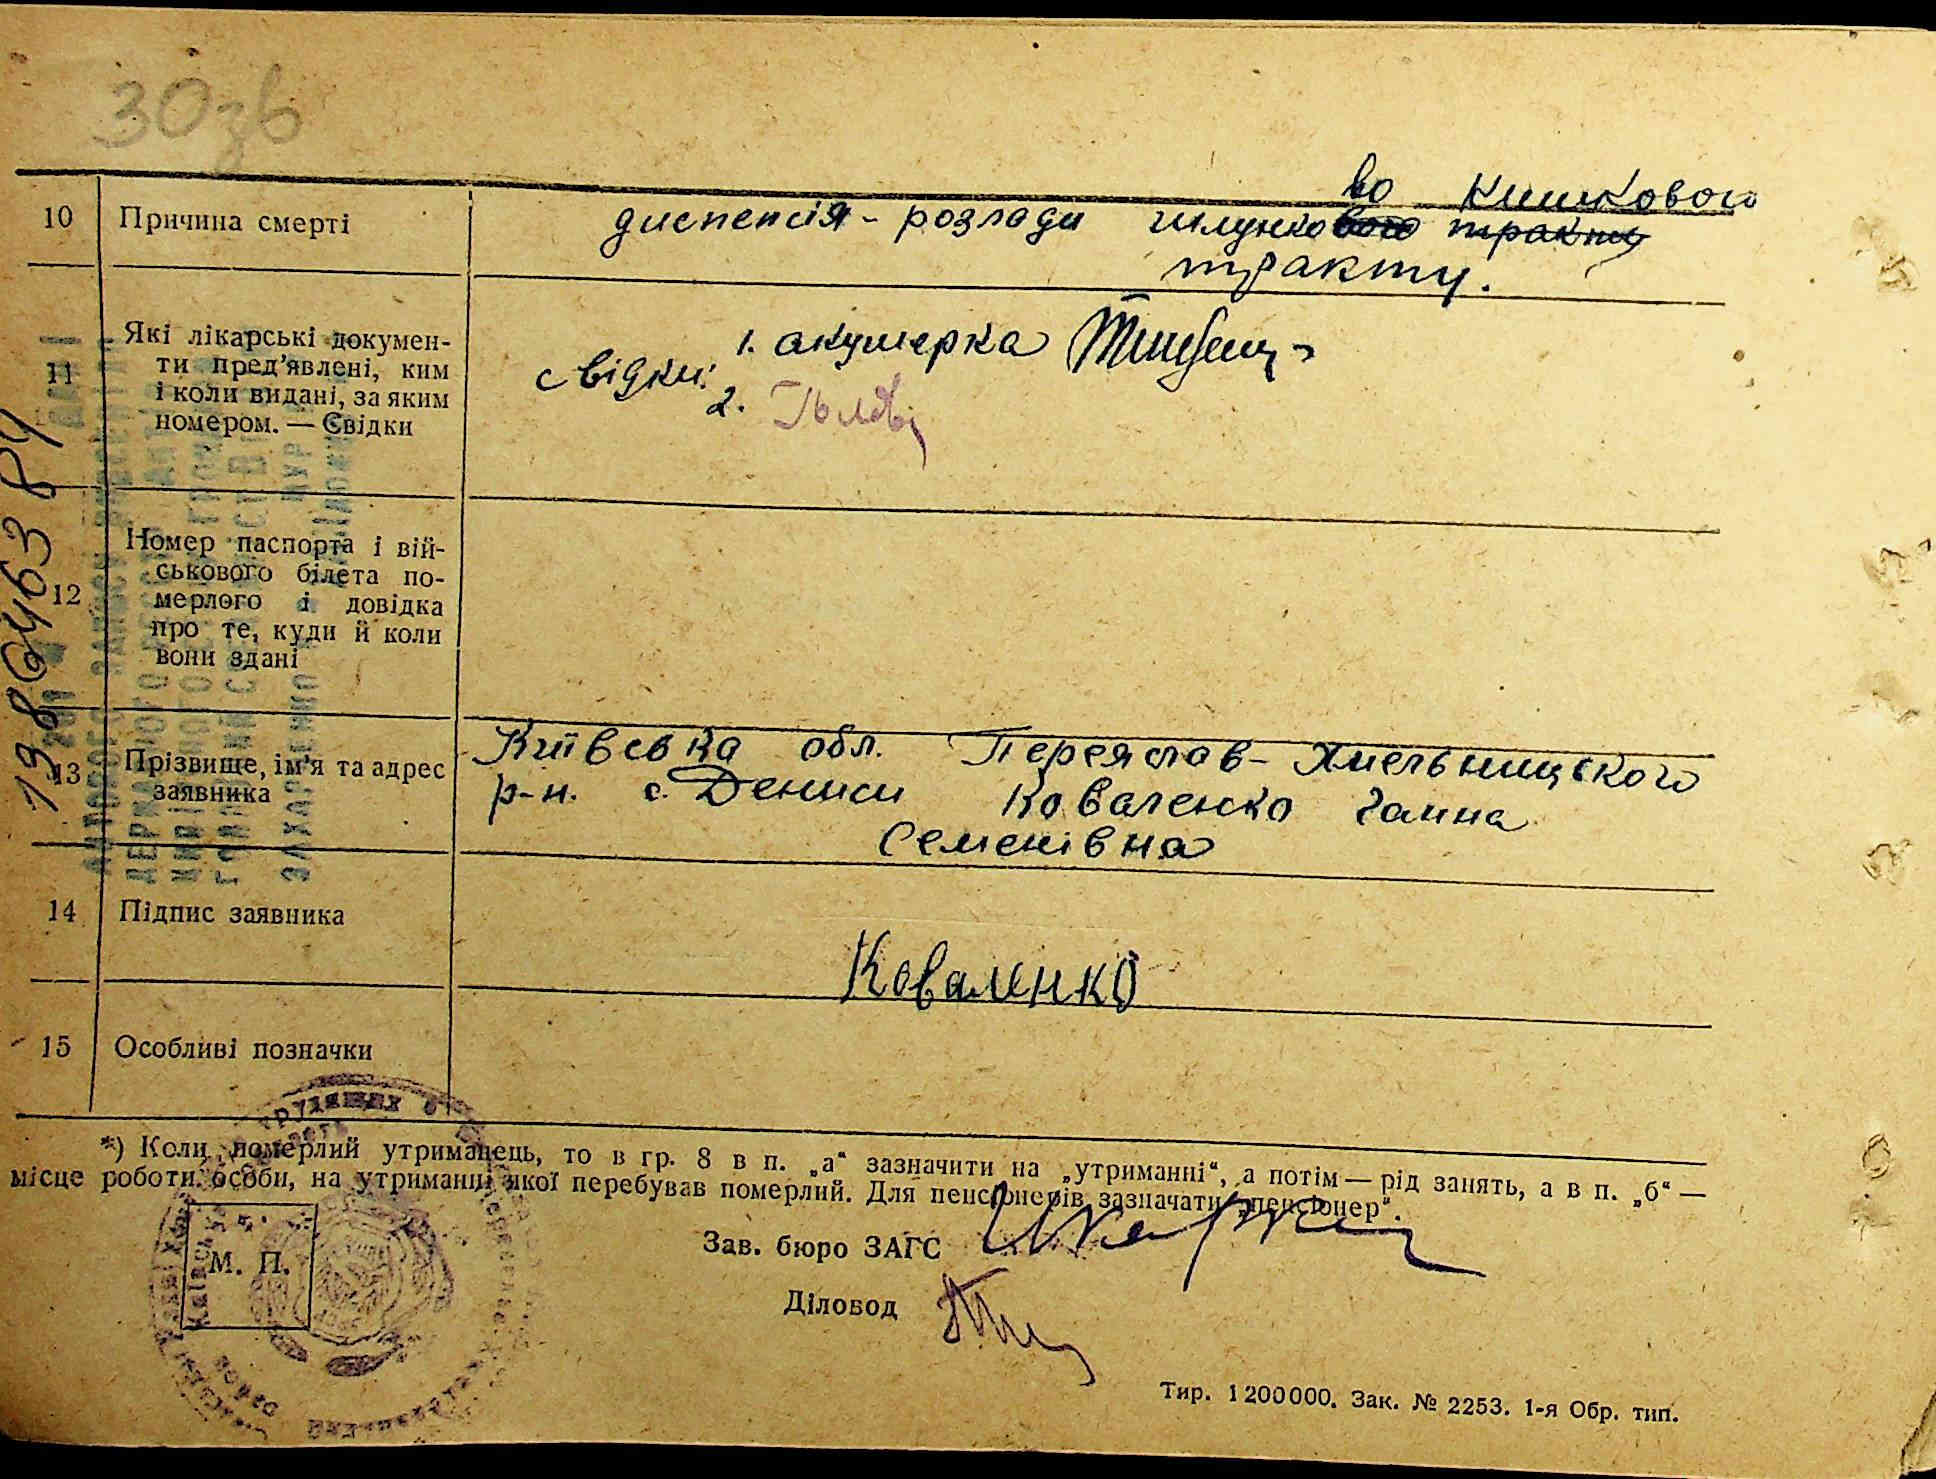 30зв
10 Причина смерті
во кишкового
диспепсія - розлади шлунково̶г̶о̶ т̶р̶а̶к̶т̶у̶
тракту.
11 Які лікарські докумен-
ти пред'явлені, ким
і коли видані, за яким
номером. — Свідки
свідки: 1. акушерка
2.
12 Номер паспорта і вій-
ськового білета по-
мерлого і довідка
про те, куди й коли
вони здані
13 Прізвище, ім'я та адрес
заявника
Київська обл. Переяслав-Хмельницького
р-н. с. Дениси Коваленко Ганна
Семенівна
14 Підпис заявника
Коваленко
15 Особливі позначки
*) Коли померлий утриманець, то в гр. 8 в п. „а“ зазначити на „утриманні“, а потім — рід занять, а в п. „б“ —
місце роботи особи, на утриманні якої перебував померлий. Для пенсіонерів зазначати „пенсіонер“.
М. П.
Зав. бюро ЗАГС
Діловод
Тир. 1200000. Зак. № 2253. 1-я Обр. тип.